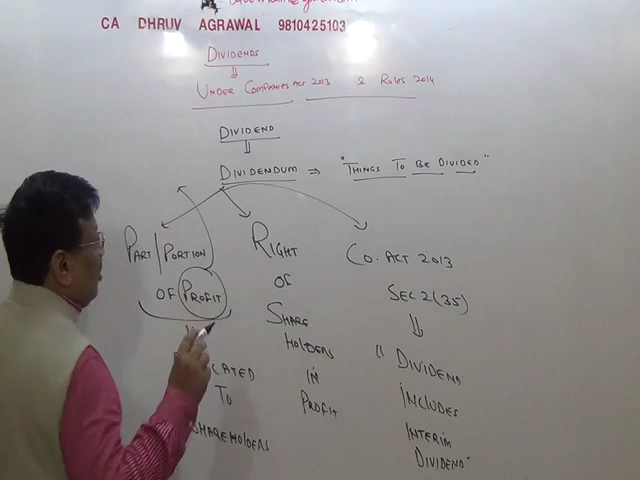 CA DHRUV AGRAWAL 9810425103
DIVIDENDS
UNDER COMPANIES ACT 2013 & RULES 2014
DIVIDEND
DIVIDENDUM ⇒ "THINGS TO BE DIVIDED"
PART/PORTION
OF PROFIT
TO
SHAREHOLDERS
RIGHT
OF
SHARE
HOLDERS
IN
PROFIT
CO. ACT 2013
SEC 2(35)
"DIVIDEND
INCLUDES
INTERIM
DIVIDEND"